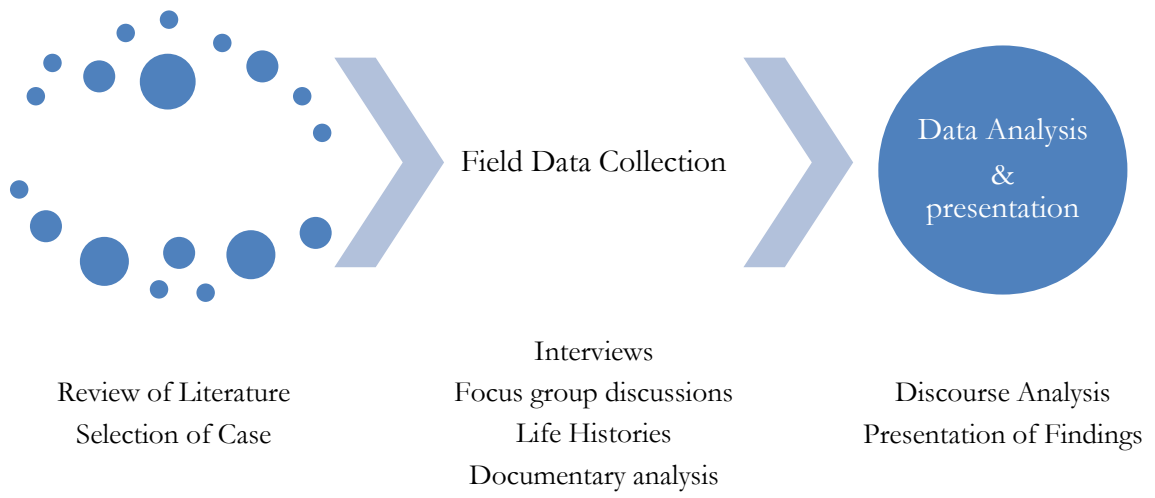 Field Data Collection
Data Analysis
&
presentation
Review of Literature
Selection of Case
Interviews
Focus group discussions
Life Histories
Documentary analysis
Discourse Analysis
Presentation of Findings